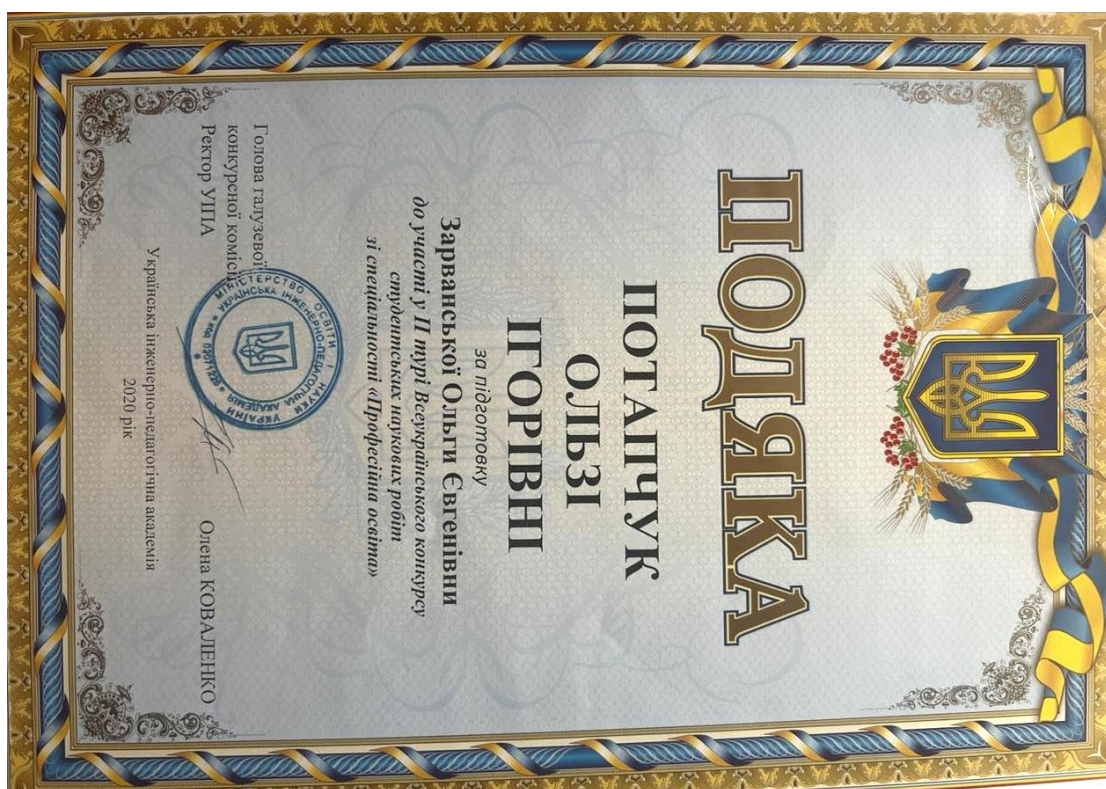 ПОДЯКА
ПОТАПЧУК
ОЛЬЗІ
ІГОРІВНІ
за підготовку
Зарванської Ольги Євгенівни
до участі у ІІ турі Всеукраїнського конкурсу
студентських наукових робіт
зі спеціальності «Професійна освіта»
Голова галузевої
конкурсної комісії
Ректор УІПА
Олена КОВАЛЕНКО
МІНІСТЕРСТВО ОСВІТИ І НАУКИ УКРАЇНИ
УКРАЇНСЬКА ІНЖЕНЕРНО-ПЕДАГОГІЧНА АКАДЕМІЯ
Українська інженерно-педагогічна академія
2020 рік